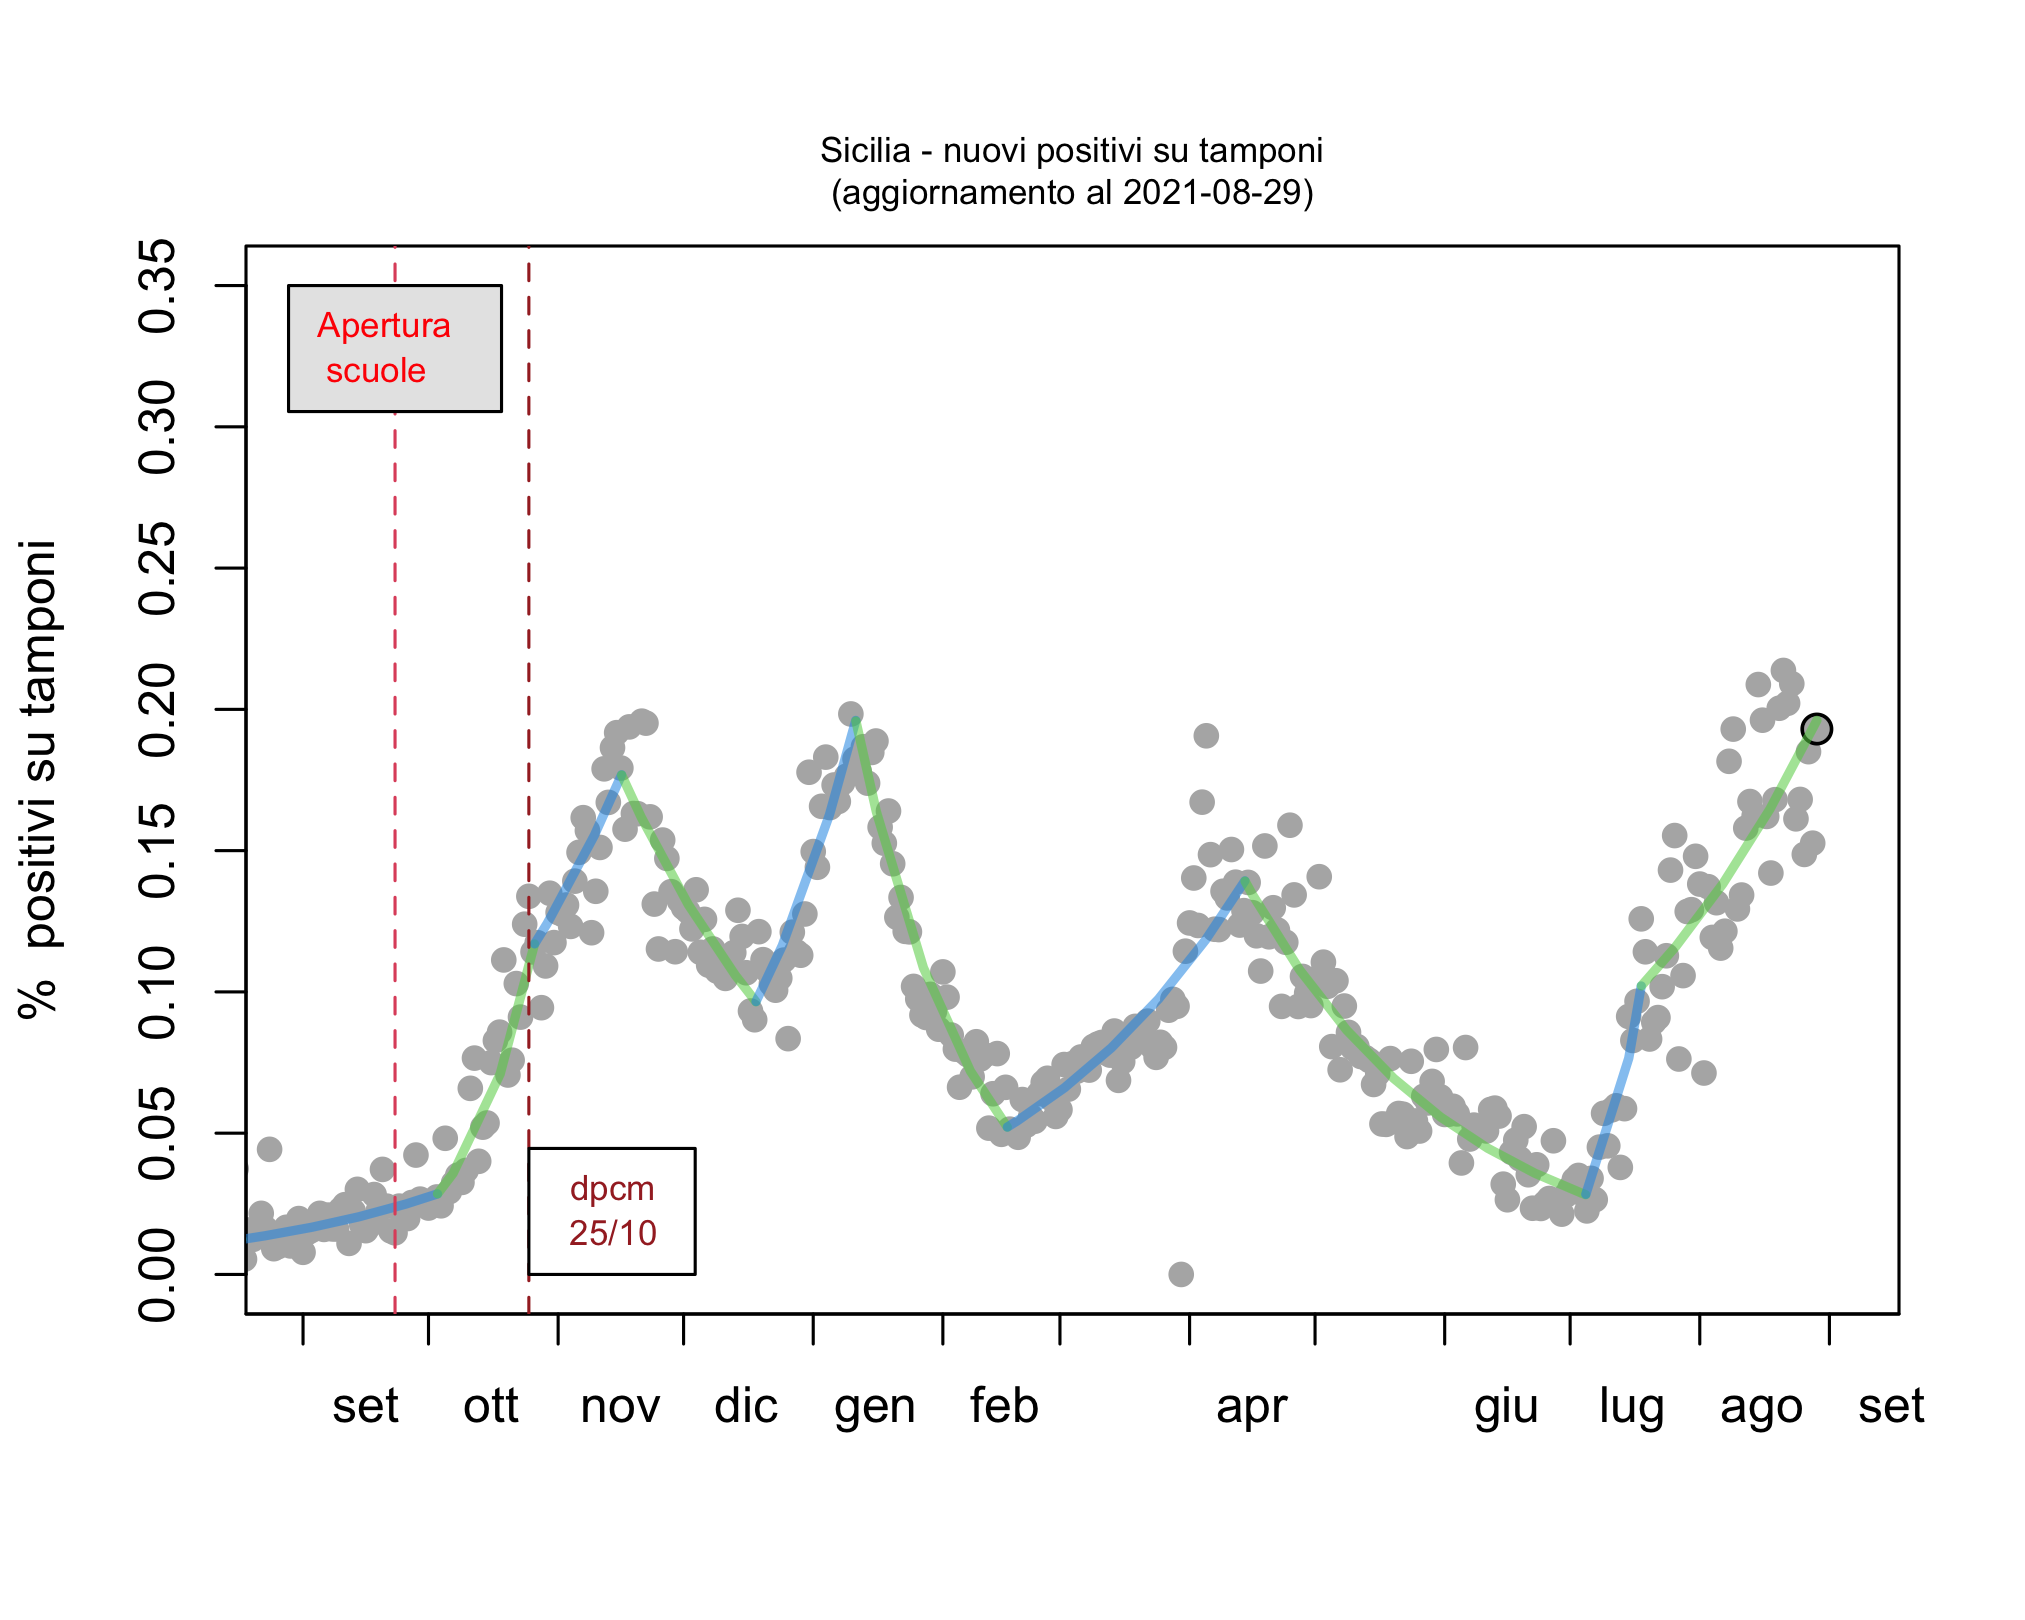 Sicilia - nuovi positivi su tamponi
(aggiornamento al 2021-08-29)
% positivi su tamponi
0.35
0.30
0.25
0.20
0.15
0.10
0.05
0.00
Apertura
scuole
dpcm
25/10
set ott nov dic gen feb apr giu lug ago set